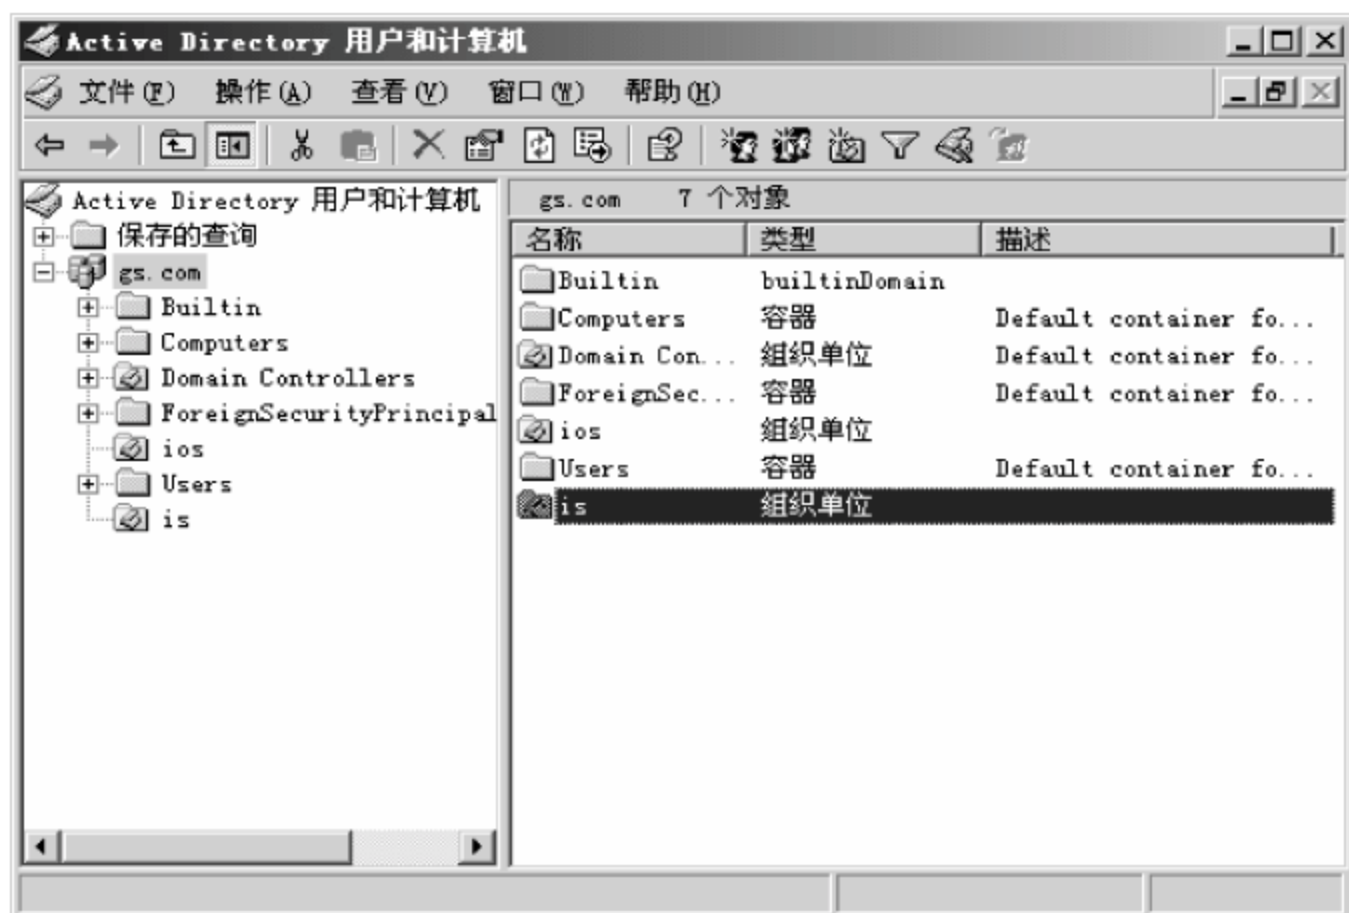 Active Directory 用户和计算机
文件(F) 操作(A) 查看(V) 窗口(W) 帮助(H)
Active Directory 用户和计算机
保存的查询
gs.com
Builtin
Computers
Domain Controllers
ForeignSecurityPrincipal
ios
Users
is
gs.com 7 个对象
名称 类型 描述
Builtin builtinDomain
Computers 容器 Default container fo...
Domain Con... 组织单位 Default container fo...
ForeignSec... 容器 Default container fo...
ios 组织单位
Users 容器 Default container fo...
is 组织单位